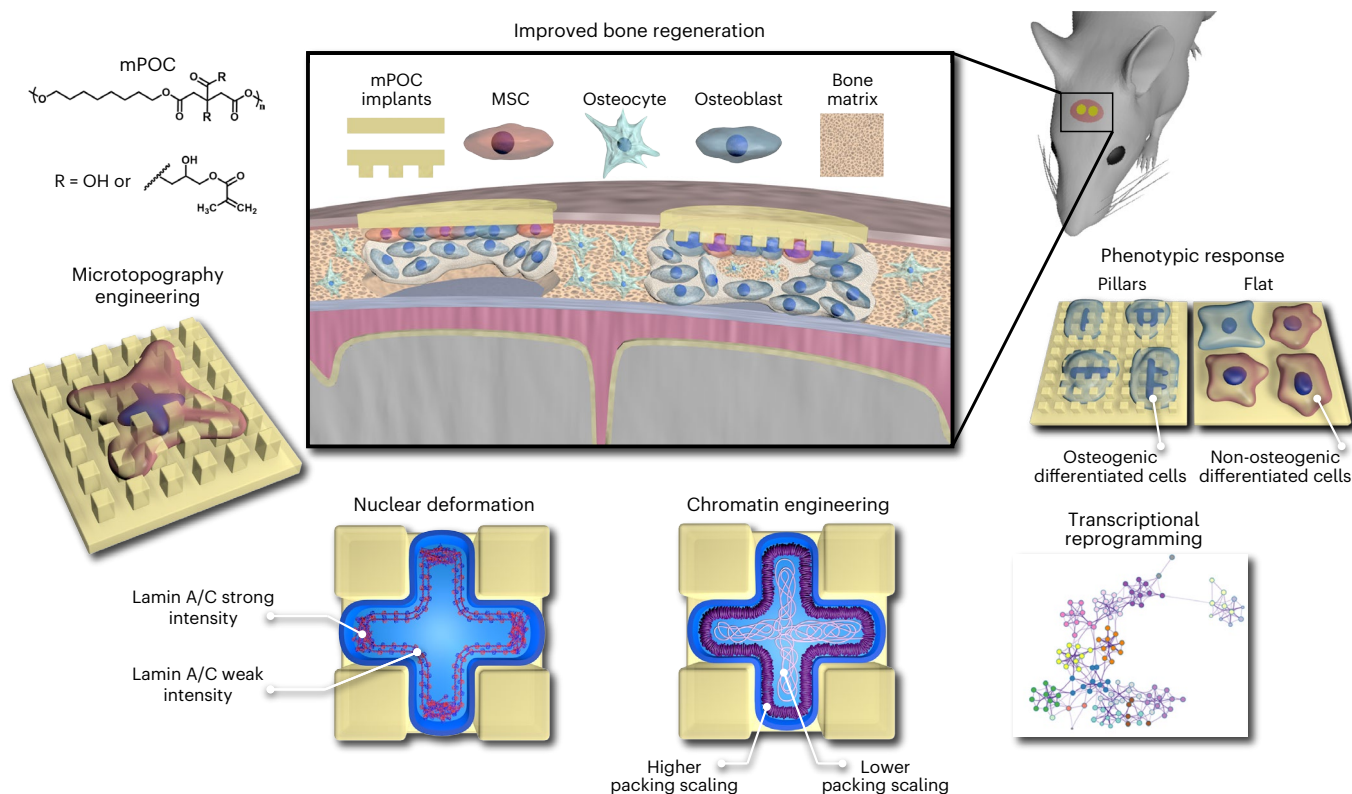 Improved bone regeneration
mPOC
O
R
O
O
O
O
O
n
R
R = OH or
OH
O
O
H₃C
CH₂
mPOC
implants
MSC
Osteocyte
Osteoblast
Bone
matrix
Microtopography
engineering
Phenotypic response
Pillars
Flat
Osteogenic
differentiated cells
Non-osteogenic
differentiated cells
Nuclear deformation
Lamin A/C strong
intensity
Lamin A/C weak
intensity
Chromatin engineering
Higher
packing scaling
Lower
packing scaling
Transcriptional
reprogramming